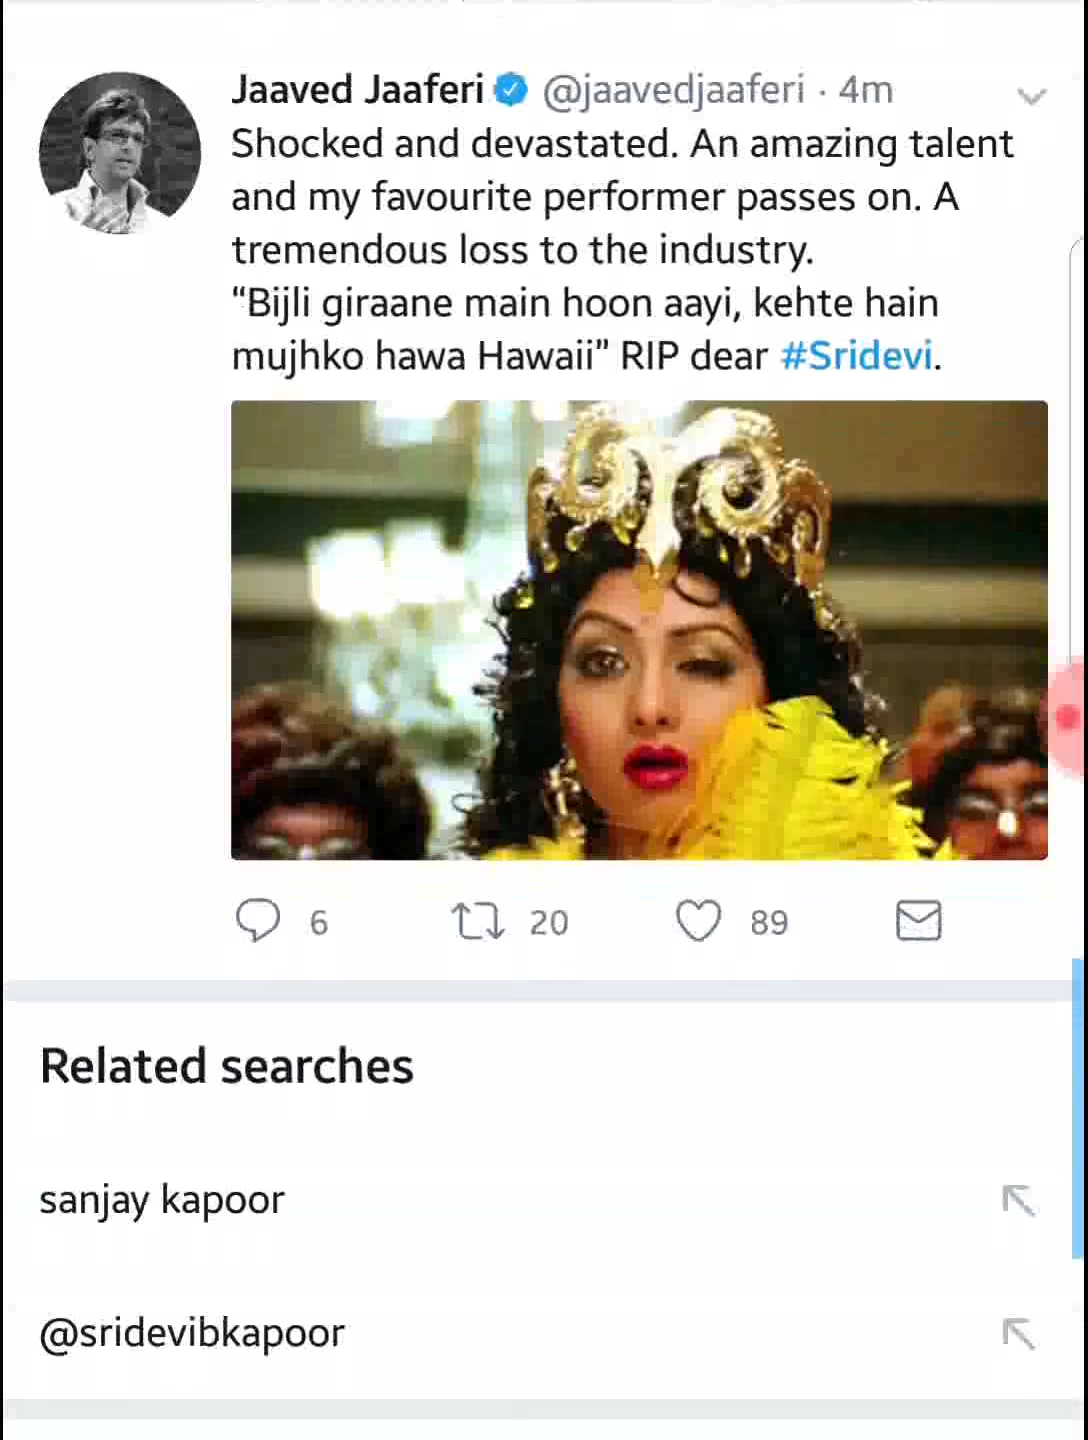 Jaaved Jaaferi @jaavedjaaferi · 4m
Shocked and devastated. An amazing talent
and my favourite performer passes on. A
tremendous loss to the industry.
“Bijli giraane main hoon aayi, kehte hain
mujhko hawa Hawaii” RIP dear #Sridevi.
6 20 89
Related searches
sanjay kapoor
@sridevibkapoor